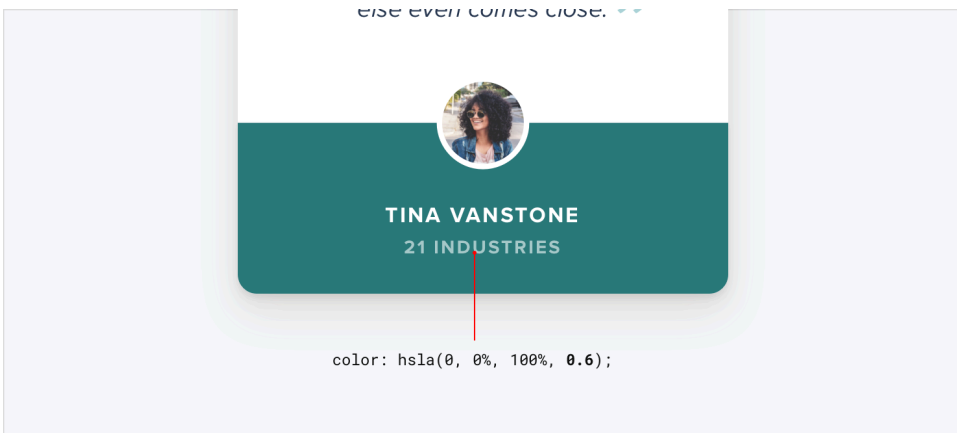 else even comes close. ”
TINA VANSTONE
21 INDUSTRIES
color: hsla(0, 0%, 100%, 0.6);